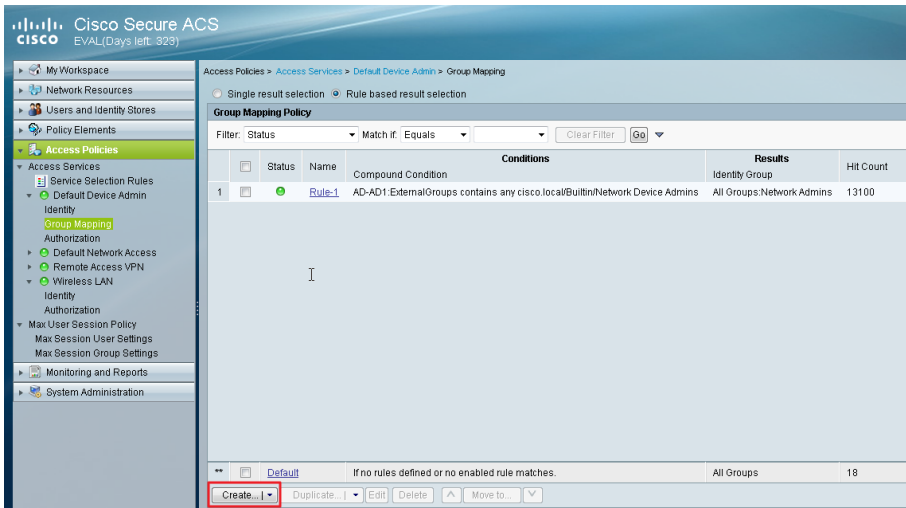 Cisco Secure ACS
CISCO EVAL(Days left: 323)
My Workspace
Network Resources
Users and Identity Stores
Policy Elements
Access Policies
Access Services
Service Selection Rules
Default Device Admin
Identity
Group Mapping
Authorization
Default Network Access
Remote Access VPN
Wireless LAN
Identity
Authorization
Max User Session Policy
Max Session User Settings
Max Session Group Settings
Monitoring and Reports
System Administration
Access Policies > Access Services > Default Device Admin > Group Mapping
Single result selection Rule based result selection
Group Mapping Policy
Filter: Status Match if: Equals Clear Filter Go
Status Name Conditions Results Hit Count
Compound Condition Identity Group
1 Rule-1 AD-AD1:ExternalGroups contains any cisco.local/Builtin/Network Device Admins All Groups:Network Admins 13100
** Default If no rules defined or no enabled rule matches. All Groups 18
Create... | Duplicate... | Edit Delete Move to...